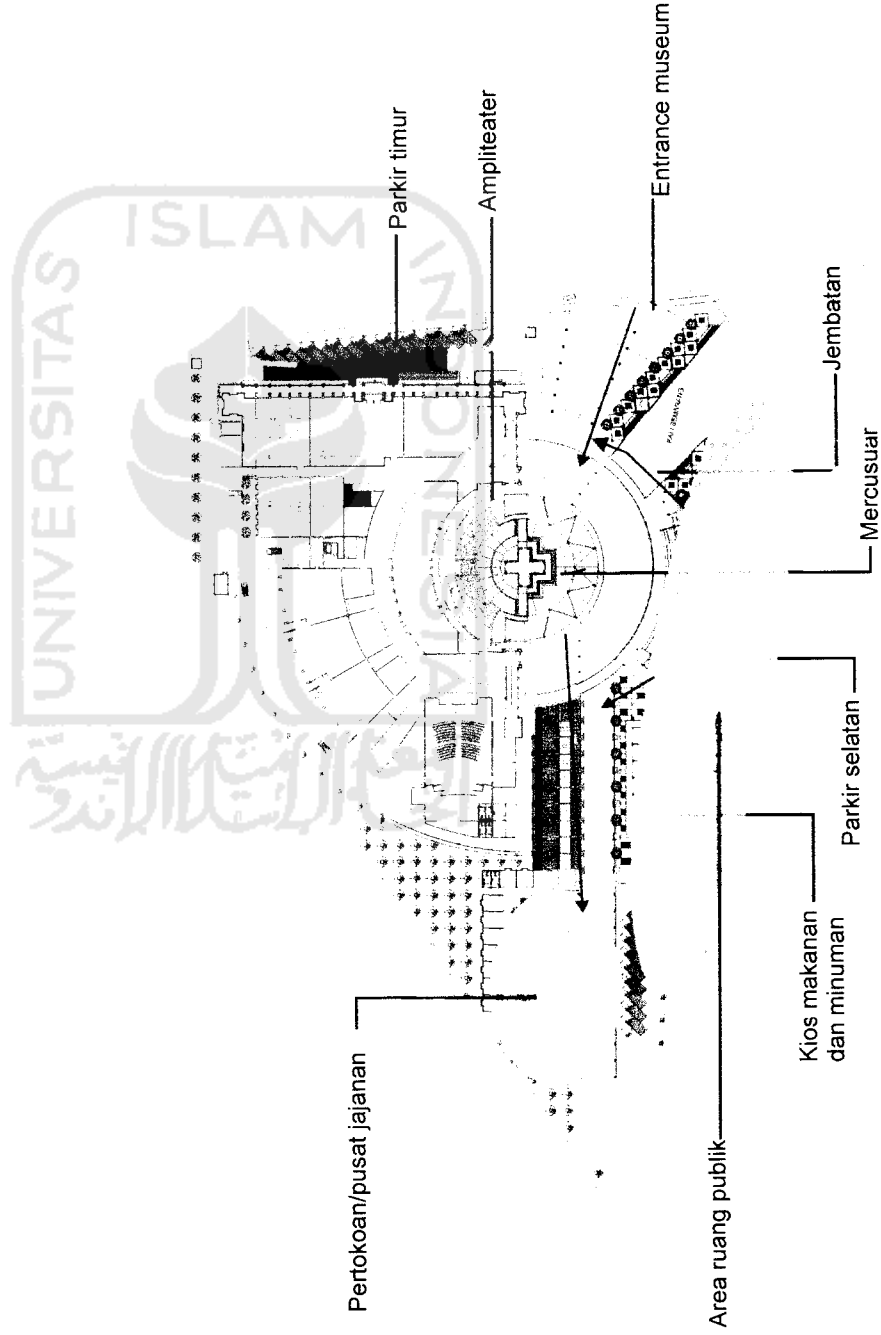 UNIVERSITAS
ISLAM
INDONESIA
Pertokoan/pusat jajanan
Parkir timur
Ampliteater
Entrance museum
Area ruang publik
Kios makanan
dan minuman
Parkir selatan
Mercusuar
Jembatan